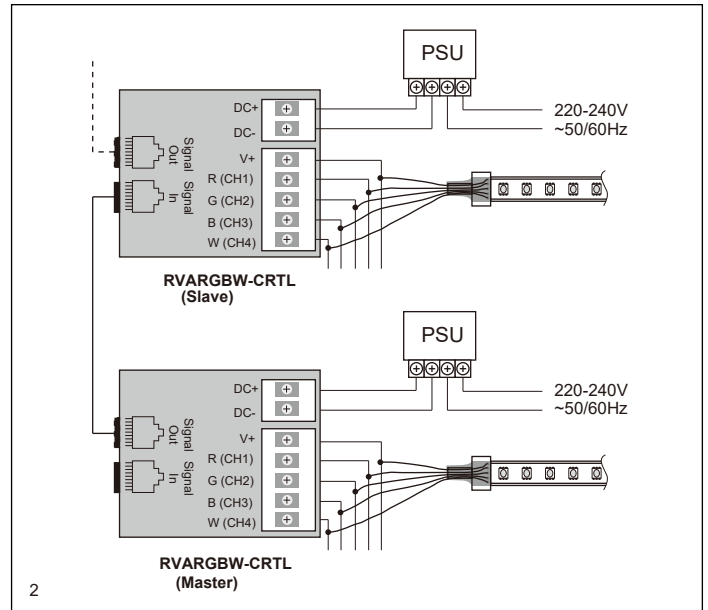 PSU
DC+
DC-
220-240V
~50/60Hz
Signal
Out
Signal
In
V+
R (CH1)
G (CH2)
B (CH3)
W (CH4)
RVARGBW-CRTL
(Slave)
PSU
DC+
DC-
220-240V
~50/60Hz
Signal
Out
Signal
In
V+
R (CH1)
G (CH2)
B (CH3)
W (CH4)
RVARGBW-CRTL
(Master)
2